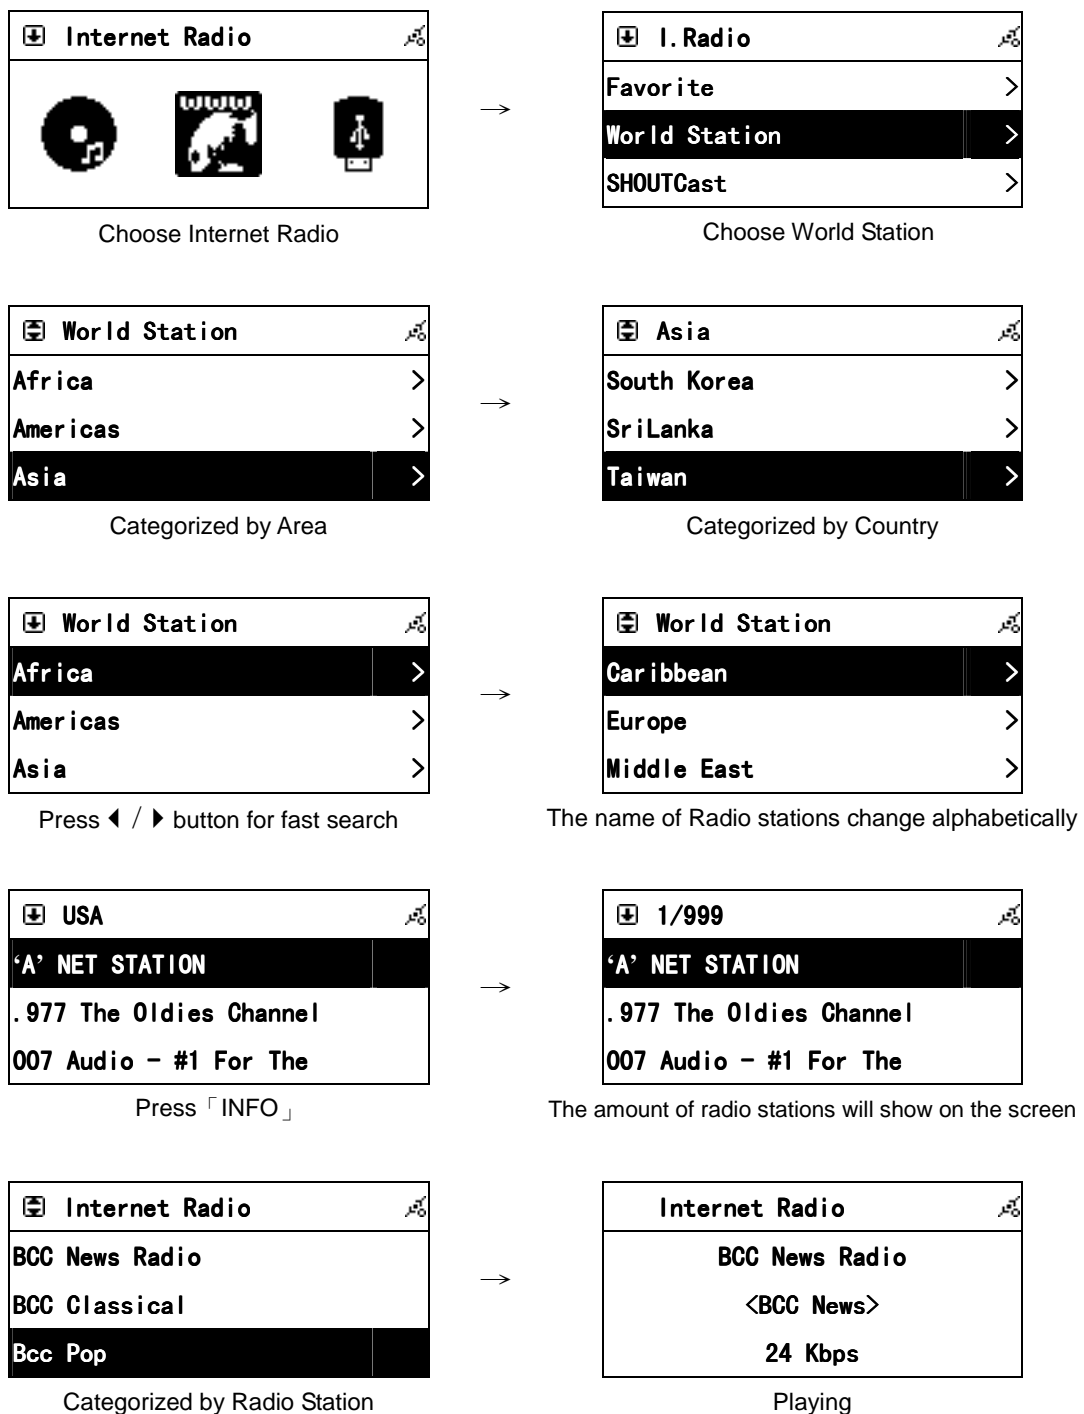 Internet Radio
WWW
Choose Internet Radio
→
I.Radio
Favorite >
World Station >
SHOUTCast >
Choose World Station
World Station
Africa >
Americas >
Asia >
Categorized by Area
→
Asia
South Korea >
SriLanka >
Taiwan >
Categorized by Country
World Station
Africa >
Americas >
Asia >
Press ◀ / ▶ button for fast search
→
World Station
Caribbean >
Europe >
Middle East >
The name of Radio stations change alphabetically
USA
‘A’ NET STATION
.977 The Oldies Channel
007 Audio - #1 For The
Press「INFO」
→
1/999
‘A’ NET STATION
.977 The Oldies Channel
007 Audio - #1 For The
The amount of radio stations will show on the screen
Internet Radio
BCC News Radio
BCC Classical
Bcc Pop
Categorized by Radio Station
→
Internet Radio
BCC News Radio
<BCC News>
24 Kbps
Playing